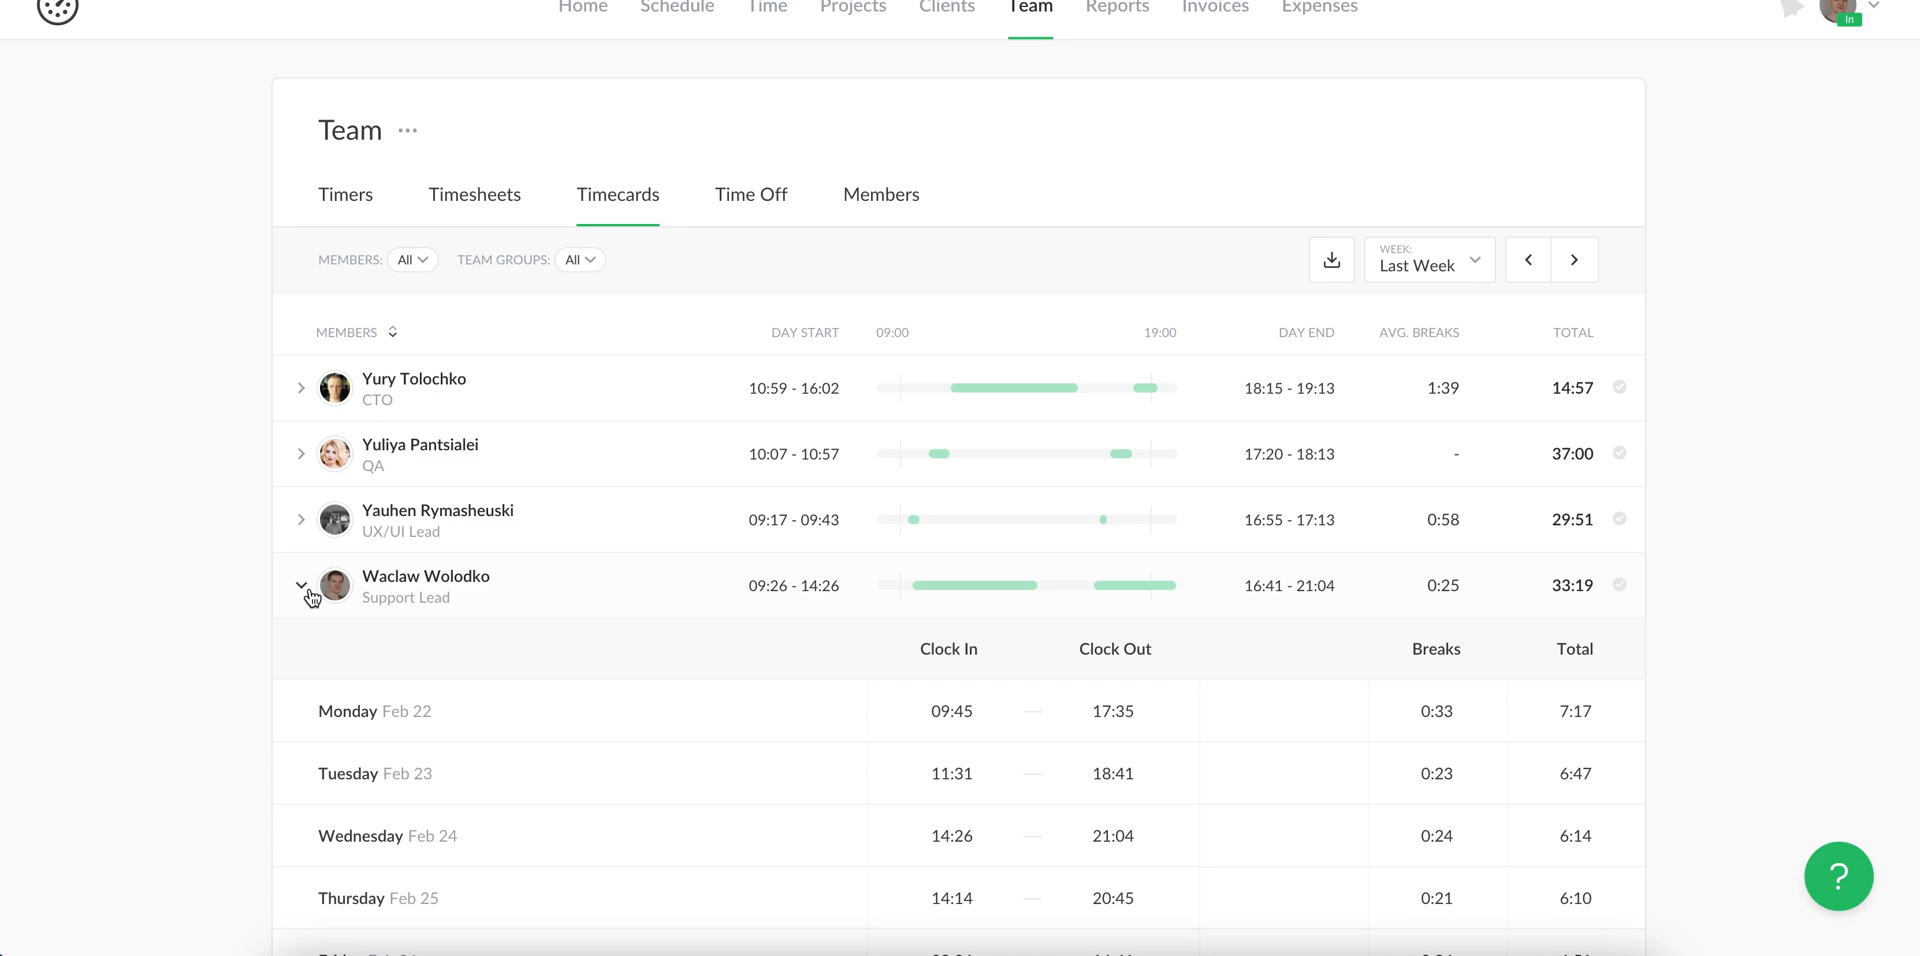 Home Schedule Time Projects Clients Team Reports Invoices Expenses
In
Team ···
Timers Timesheets Timecards Time Off Members
MEMBERS: All TEAM GROUPS: All
WEEK:
Last Week
MEMBERS DAY START 09:00 19:00 DAY END AVG. BREAKS TOTAL
Yury Tolochko
CTO
10:59 - 16:02 18:15 - 19:13 1:39 14:57
Yuliya Pantsialei
QA
10:07 - 10:57 17:20 - 18:13 - 37:00
Yauhen Rymasheuski
UX/UI Lead
09:17 - 09:43 16:55 - 17:13 0:58 29:51
Waclaw Wolodko
Support Lead
09:26 - 14:26 16:41 - 21:04 0:25 33:19
Clock In Clock Out Breaks Total
Monday Feb 22 09:45 — 17:35 0:33 7:17
Tuesday Feb 23 11:31 — 18:41 0:23 6:47
Wednesday Feb 24 14:26 — 21:04 0:24 6:14
Thursday Feb 25 14:14 — 20:45 0:21 6:10
?